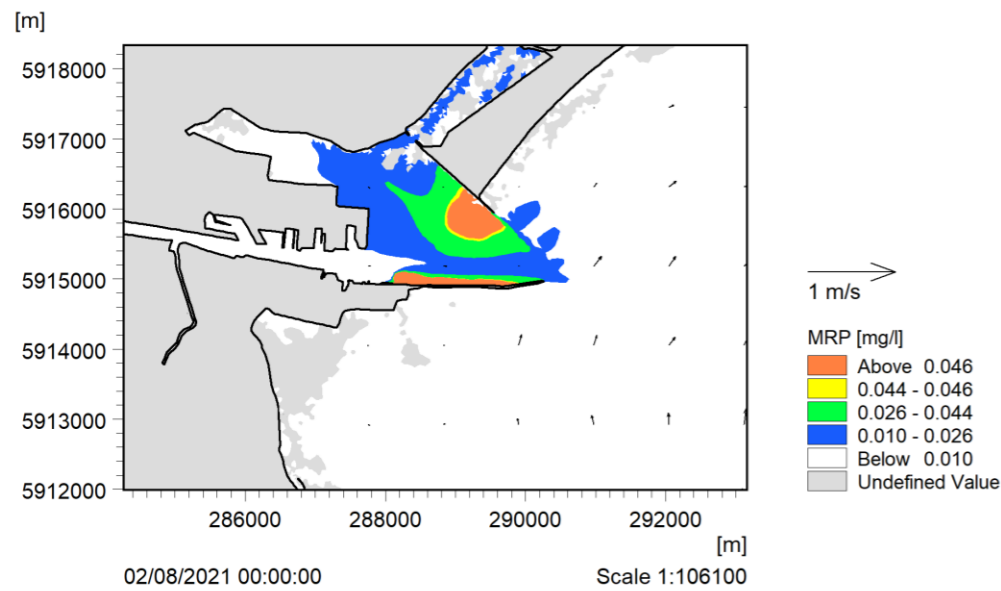 [m]
5918000
5917000
5916000
5915000
5914000
5913000
5912000
286000 288000 290000 292000
[m]
02/08/2021 00:00:00 Scale 1:106100
1 m/s
MRP [mg/l]
Above 0.046
0.044 - 0.046
0.026 - 0.044
0.010 - 0.026
Below 0.010
Undefined Value